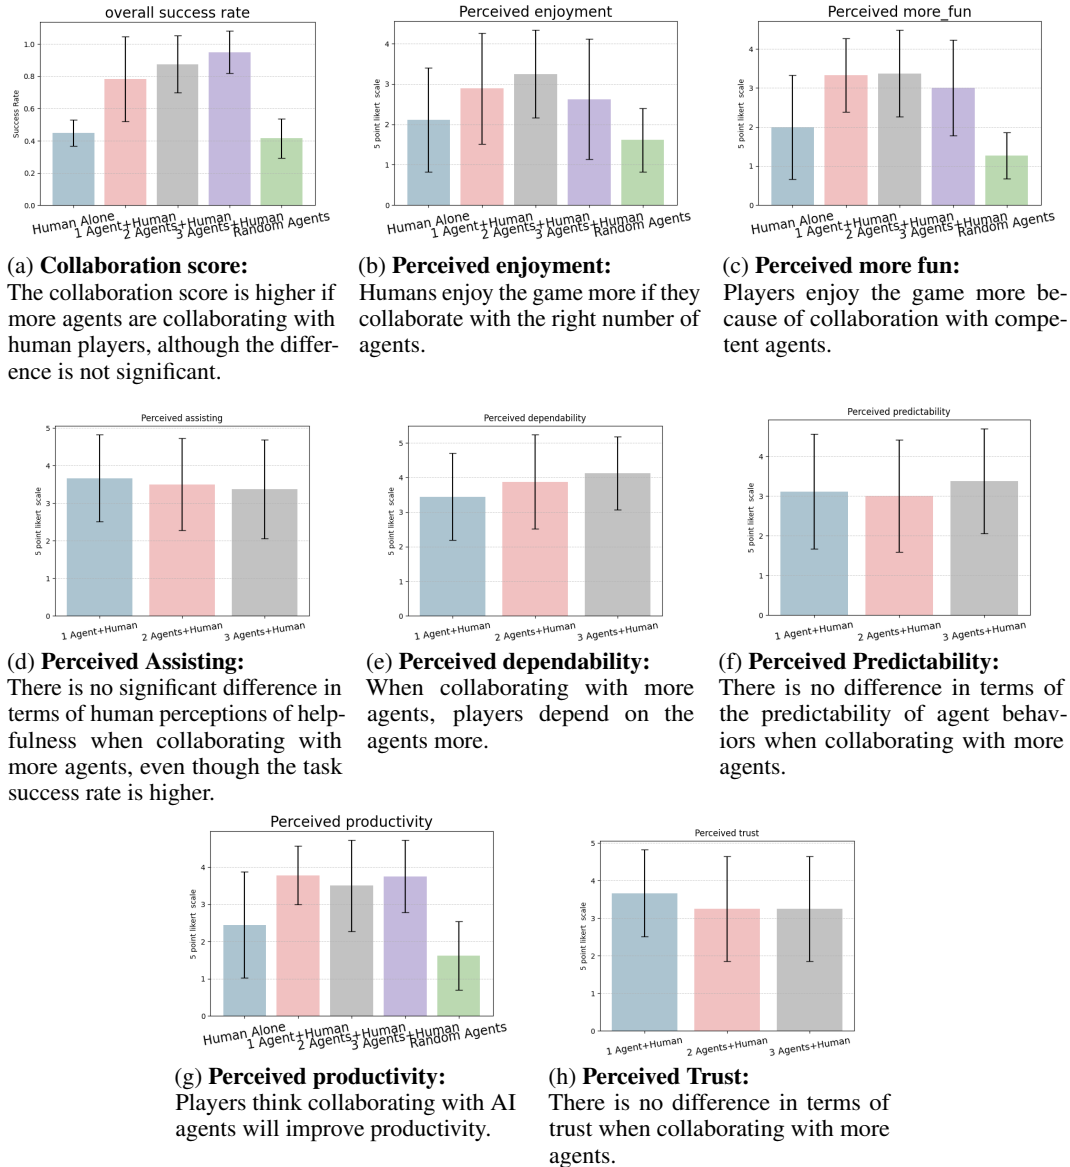 overall success rate
Success Rate
1.0
0.8
0.6
0.4
0.2
0.0
Human Alone
1 Agent+Human
2 Agents+Human
3 Agents+Human
Random Agents
(a) Collaboration score:
The collaboration score is higher if
more agents are collaborating with
human players, although the differ-
ence is not significant.
Perceived enjoyment
5 point likert scale
4
3
2
1
0
Human Alone
1 Agent+Human
2 Agents+Human
3 Agents+Human
Random Agents
(b) Perceived enjoyment:
Humans enjoy the game more if they
collaborate with the right number of
agents.
Perceived more_fun
5 point likert scale
4
3
2
1
0
Human Alone
1 Agent+Human
2 Agents+Human
3 Agents+Human
Random Agents
(c) Perceived more fun:
Players enjoy the game more be-
cause of collaboration with compe-
tent agents.
Perceived assisting
5 point likert scale
5
4
3
2
1
0
1 Agent+Human
2 Agents+Human
3 Agents+Human
(d) Perceived Assisting:
There is no significant difference in
terms of human perceptions of help-
fulness when collaborating with
more agents, even though the task
success rate is higher.
Perceived dependability
5 point likert scale
5
4
3
2
1
0
1 Agent+Human
2 Agents+Human
3 Agents+Human
(e) Perceived dependability:
When collaborating with more
agents, players depend on the
agents more.
Perceived predictability
5 point likert scale
4
3
2
1
0
1 Agent+Human
2 Agents+Human
3 Agents+Human
(f) Perceived Predictability:
There is no difference in terms of
the predictability of agent behav-
iors when collaborating with more
agents.
Perceived productivity
5 point likert scale
4
3
2
1
0
Human Alone
1 Agent+Human
2 Agents+Human
3 Agents+Human
Random Agents
(g) Perceived productivity:
Players think collaborating with AI
agents will improve productivity.
Perceived trust
5 point likert scale
5
4
3
2
1
0
1 Agent+Human
2 Agents+Human
3 Agents+Human
(h) Perceived Trust:
There is no difference in terms of
trust when collaborating with more
agents.